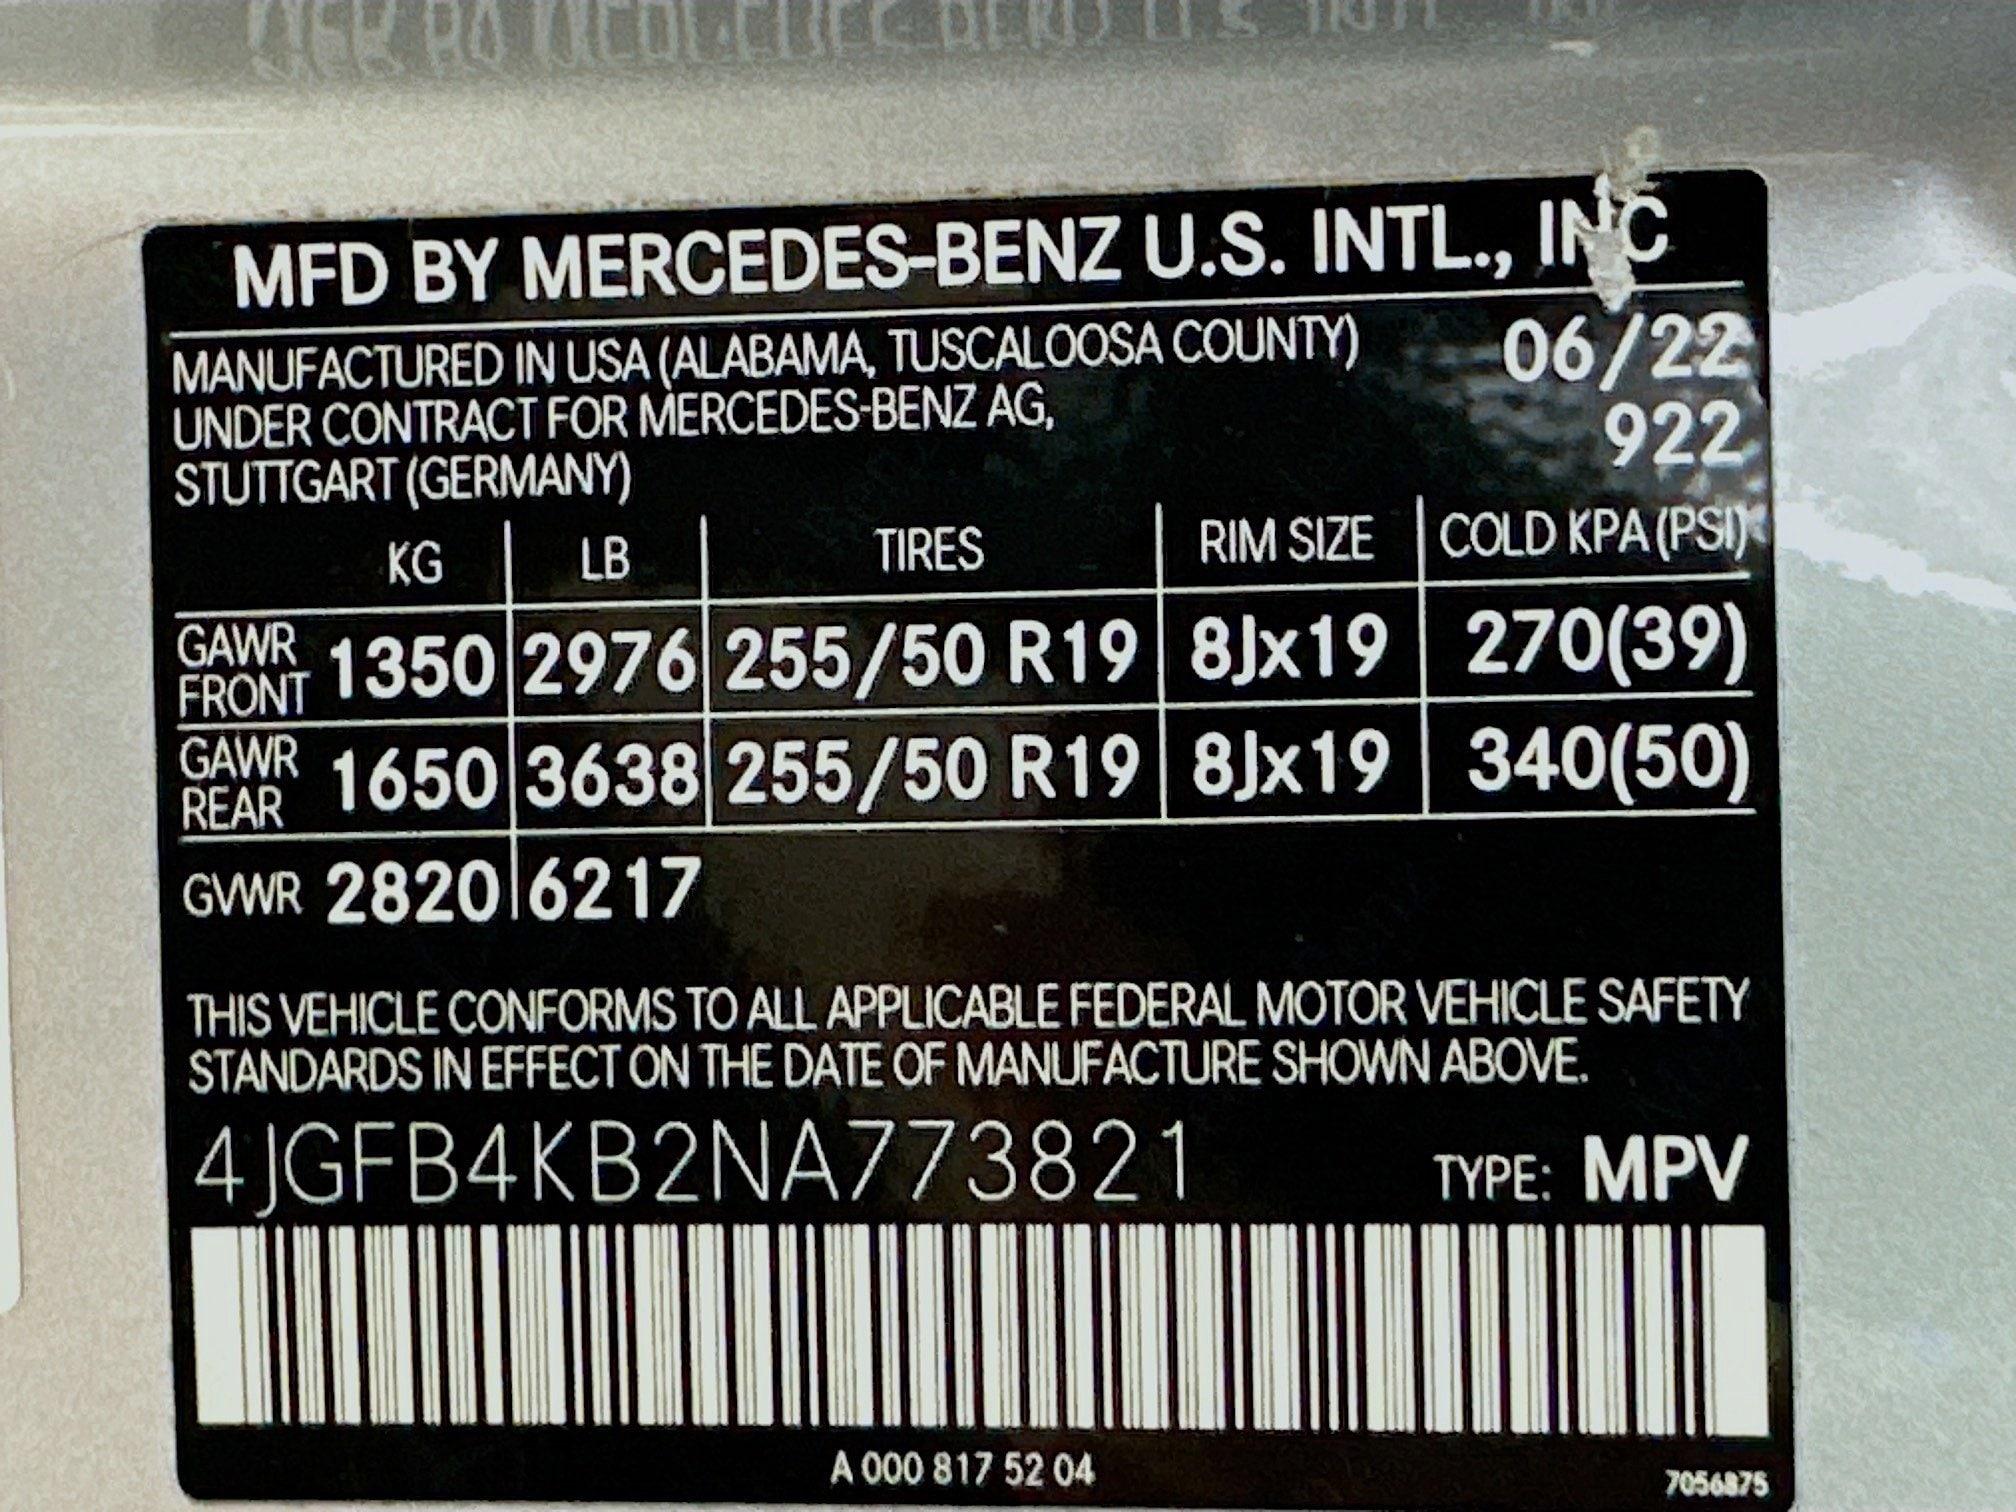 MFD BY MERCEDES-BENZ U.S. INTL., INC
MANUFACTURED IN USA (ALABAMA, TUSCALOOSA COUNTY) 06/22
UNDER CONTRACT FOR MERCEDES-BENZ AG, 922
STUTTGART (GERMANY)
KG LB TIRES RIM SIZE COLD KPA (PSI)
GAWR FRONT 1350 2976 255/50 R19 8Jx19 270(39)
GAWR REAR 1650 3638 255/50 R19 8Jx19 340(50)
GVWR 2820 6217
THIS VEHICLE CONFORMS TO ALL APPLICABLE FEDERAL MOTOR VEHICLE SAFETY
STANDARDS IN EFFECT ON THE DATE OF MANUFACTURE SHOWN ABOVE.
4JGFB4KB2NA773821 TYPE: MPV
A 000 817 52 04 7056875